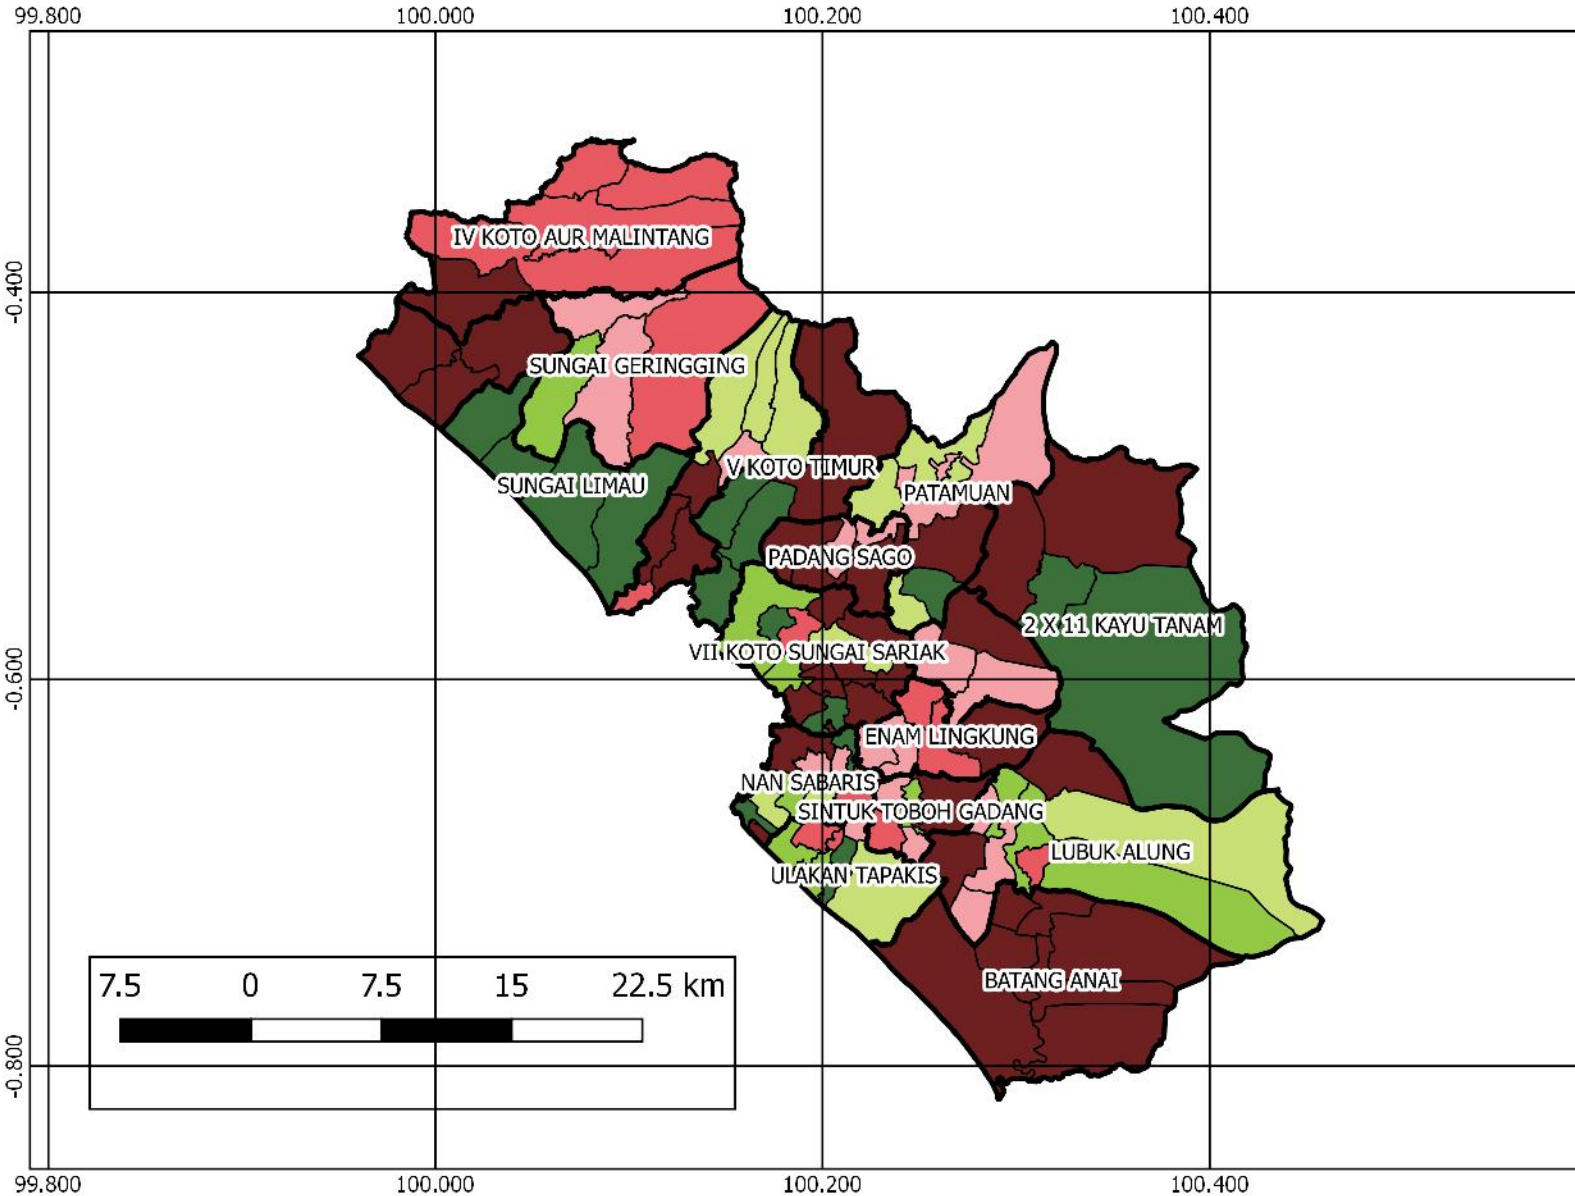 99.800 100.000 100.200 100.400
IV KOTO AUR MALINTANG
-0.400
SUNGAI GERINGGING
V KOTO TIMUR
SUNGAI LIMAU
PATAMUAN
PADANG SAGO
2 X 11 KAYU TANAM
VII KOTO SUNGAI SARIAK
-0.600
ENAM LINGKUNG
NAN SABARIS
SINTUK TOBOH GADANG
LUBUK ALUNG
ULAKAN TAPAKIS
BATANG ANAI
7.5 0 7.5 15 22.5 km
-0.800
99.800 100.000 100.200 100.400